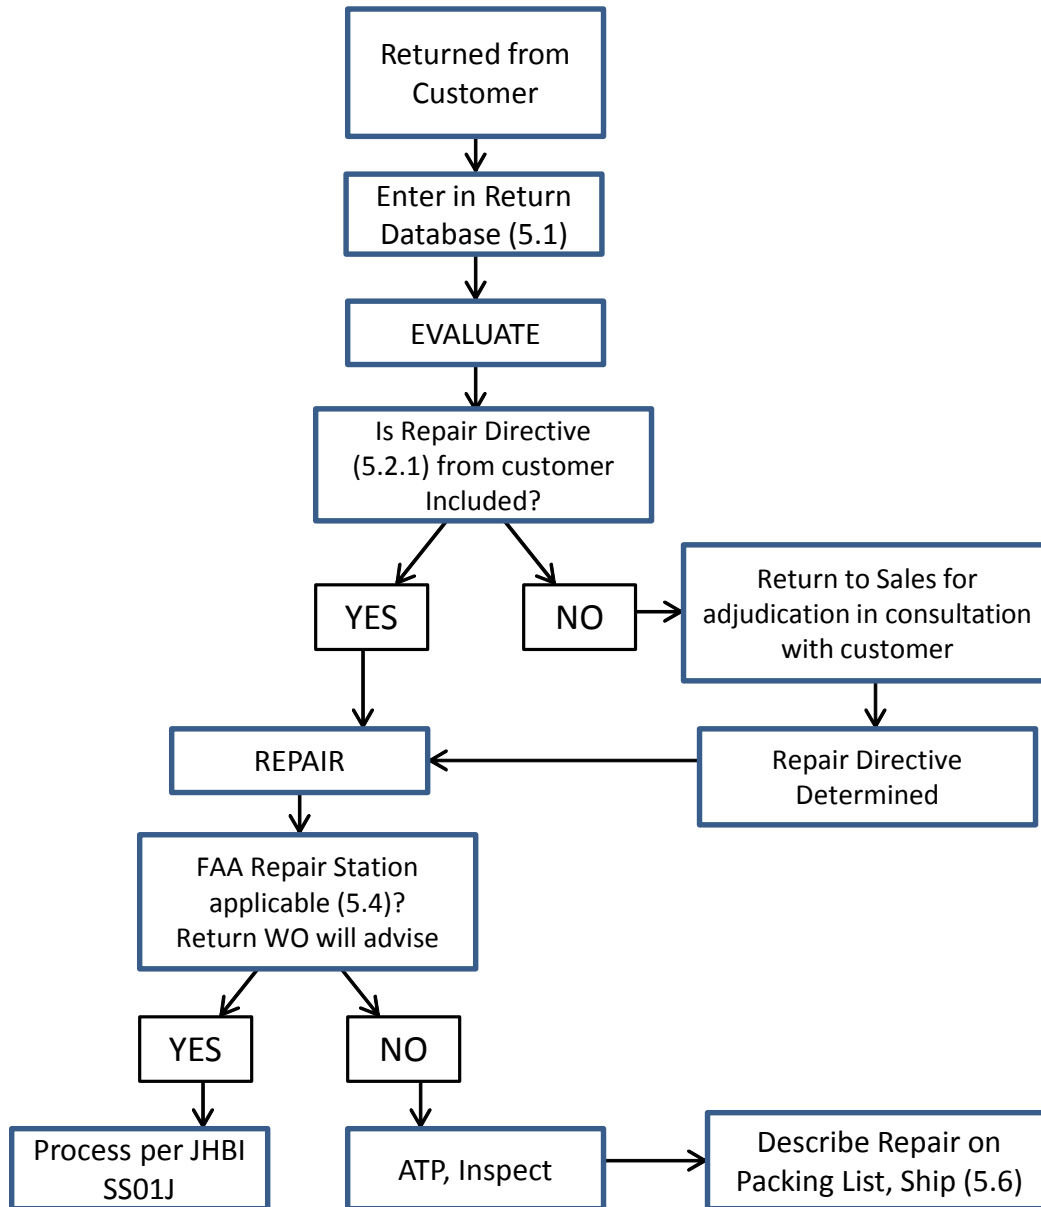 Returned from
Customer
Enter in Return
Database (5.1)
EVALUATE
Is Repair Directive
(5.2.1) from customer
Included?
YES
NO
Return to Sales for
adjudication in consultation
with customer
REPAIR
Repair Directive
Determined
FAA Repair Station
applicable (5.4)?
Return WO will advise
YES
NO
Process per JHBI
SS01J
ATP, Inspect
Describe Repair on
Packing List, Ship (5.6)